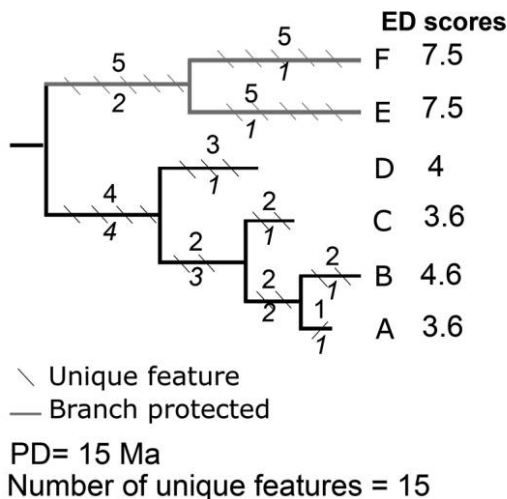 ED scores
5
5
F 7.5
1
2
5
E 7.5
1
3
D 4
1
4
4
2
C 3.6
1
2
3
2
B 4.6
1
2
2
1
A 3.6
1
Unique feature
Branch protected
PD= 15 Ma
Number of unique features = 15